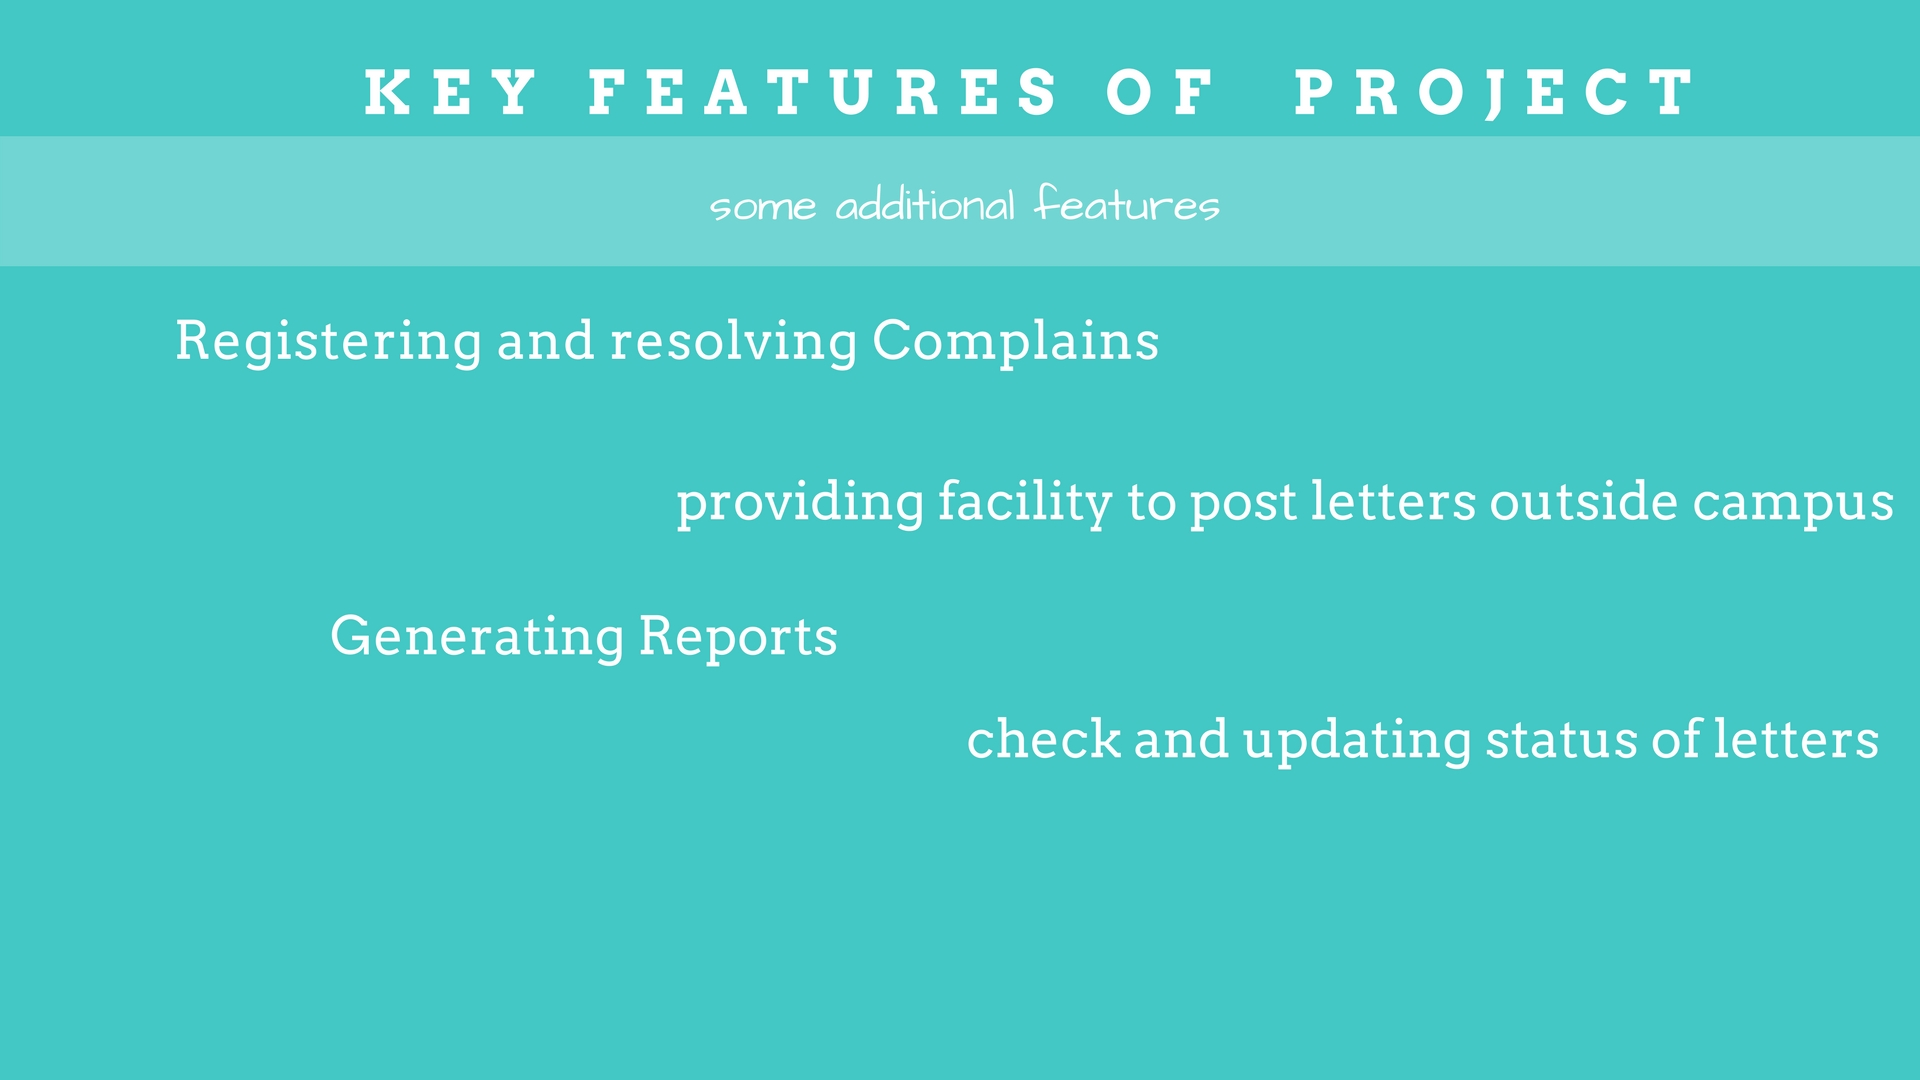 KEY FEATURES OF PROJECT
some additional features
Registering and resolving Complains
providing facility to post letters outside campus
Generating Reports
check and updating status of letters